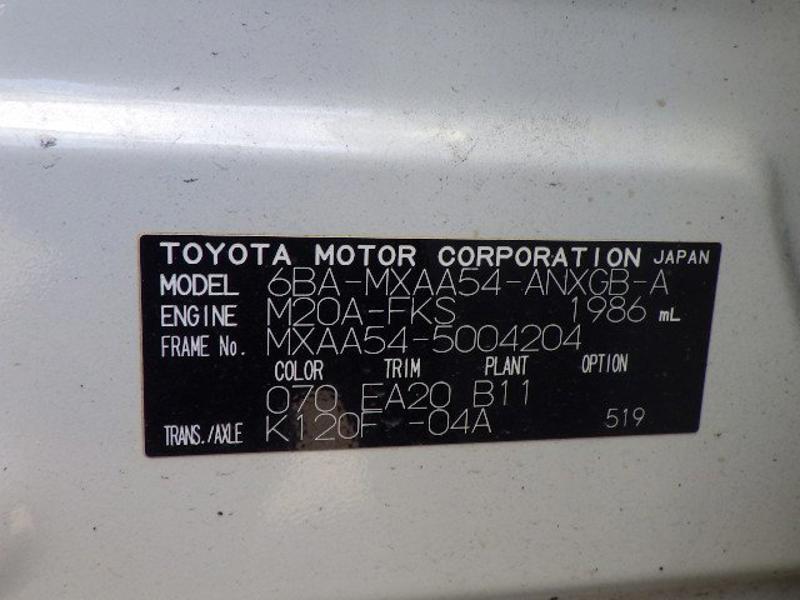 TOYOTA MOTOR CORPORATION JAPAN
MODEL 6BA-MXAA54-ANXGB-A
ENGINE M20A-FKS 1986 mL
FRAME No. MXAA54-5004204
COLOR TRIM PLANT OPTION
070 EA20 B11
TRANS./AXLE K120F -04A 519